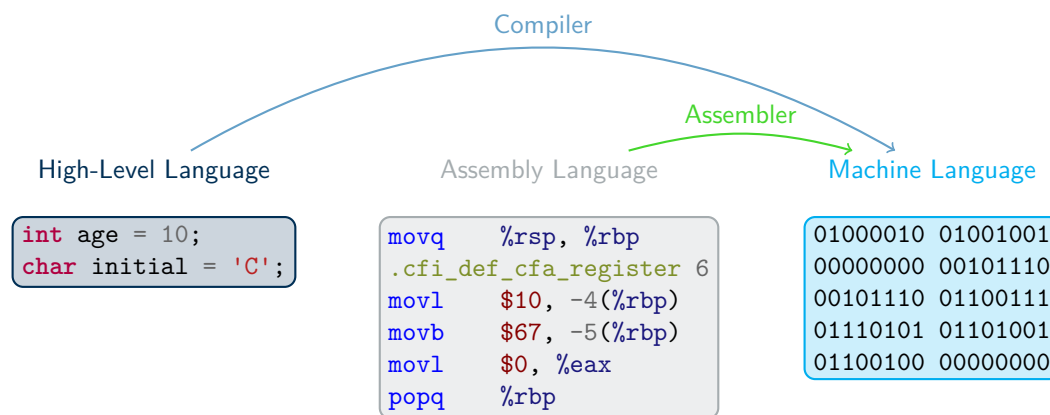 Compiler
Assembler
High-Level Language
Assembly Language
Machine Language
int age = 10;
char initial = 'C';
movq %rsp, %rbp
.cfi_def_cfa_register 6
movl $10, -4(%rbp)
movb $67, -5(%rbp)
movl $0, %eax
popq %rbp
01000010 01001001
00000000 00101110
00101110 01100111
01110101 01101001
01100100 00000000